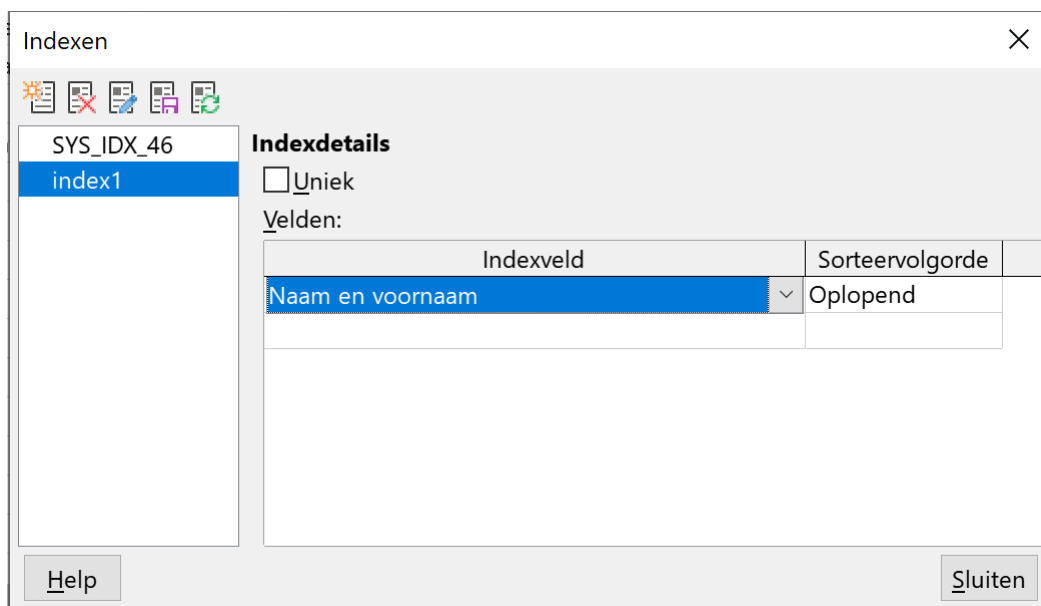 Indexen
SYS_IDX_46
index1
Indexdetails
Uniek
Velden:
Indexveld Sorteervolgorde
Naam en voornaam Oplopend
Help Sluiten